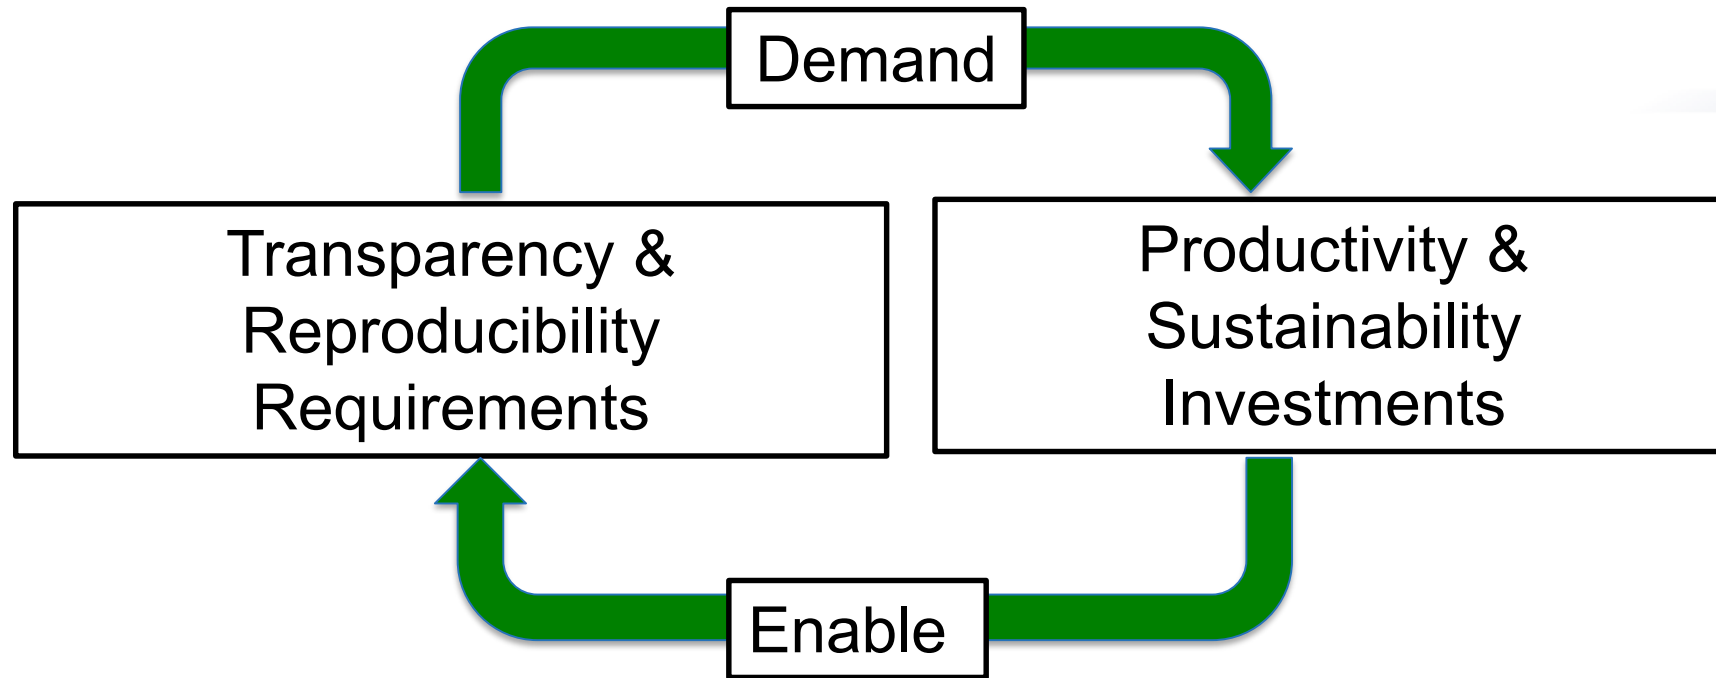 Demand
Transparency &
Reproducibility
Requirements
Productivity &
Sustainability
Investments
Enable